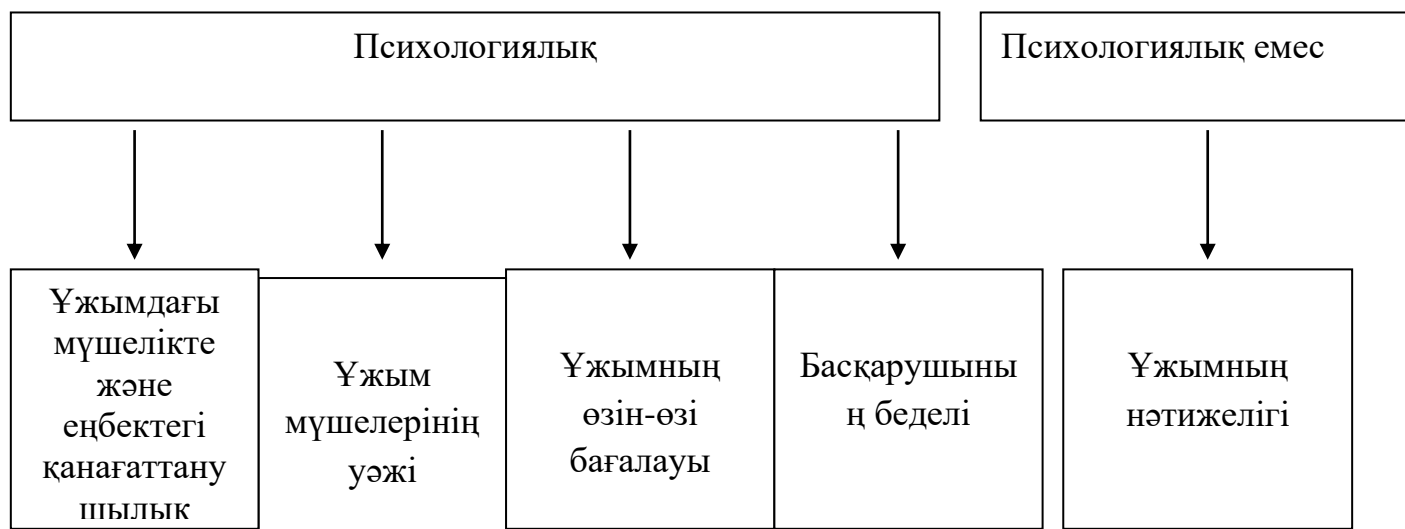 Психологиялық
Психологиялық емес
Ұжымдағы
мүшелікте
және
еңбектегі
қанағаттану
шылық
Ұжым
мүшелерінің
уәжі
Ұжымның
өзін-өзі
бағалауы
Басқарушыны
ң беделі
Ұжымның
нәтижелігі